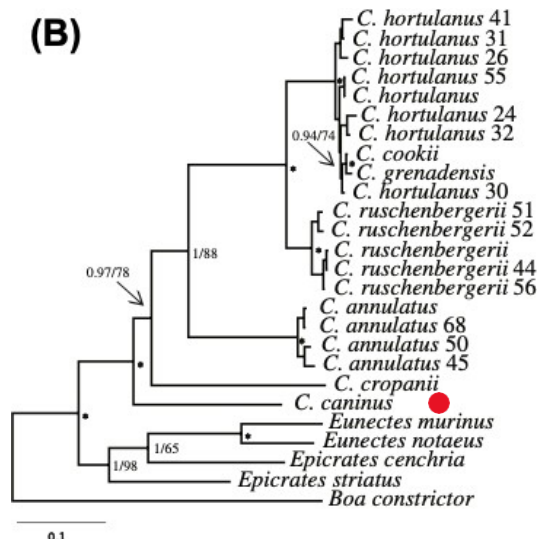 (B)
C. hortulanus 41
C. hortulanus 31
C. hortulanus 26
C. hortulanus 55
C. hortulanus
C. hortulanus 24
C. hortulanus 32
0.94/74
C. cookii
C. grenadensis
C. hortulanus 30
C. ruschenbergerii 51
C. ruschenbergerii 52
C. ruschenbergerii
C. ruschenbergerii 44
C. ruschenbergerii 56
1/88
0.97/78
C. annulatus
C. annulatus 68
C. annulatus 50
C. annulatus 45
C. cropanii
C. caninus
Eunectes murinus
Eunectes notaeus
1/65
Epicrates cenchria
1/98
Epicrates striatus
Boa constrictor
0.1